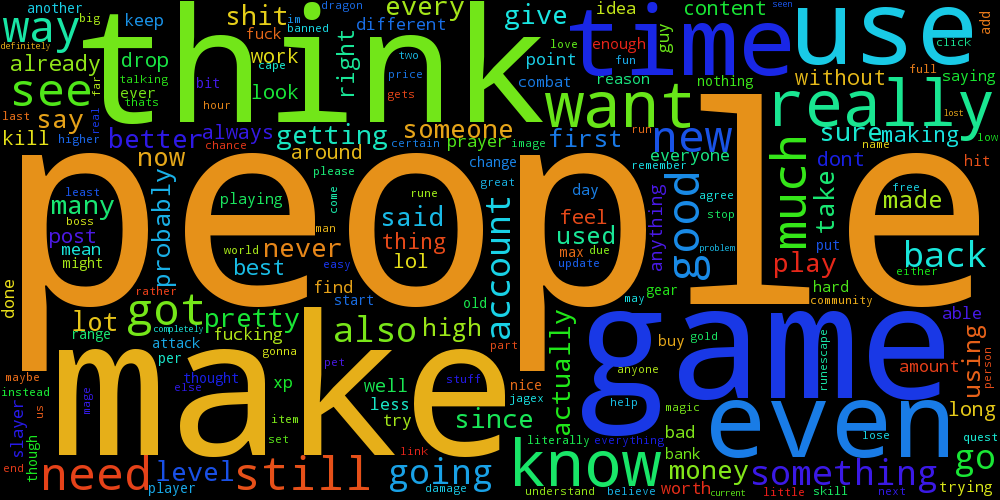 another
big
keep
shit
every
give
idea
content
seen
add
way
think
time
use
im
banned
dragon
different
fuck
work
point
love
enough
guy
click
definitely
already
drop
right
two
fun
without
full
saying
see
talking
ever
thats
far
bit
look
cape
price
combat
reason
nothing
want
really
last
say
hour
gets
lost
kill
higher
real
better
always
chance
getting
someone
certain
prayer
image
first
run
new
sure
making
low
name
now
around
please
change
remember
everyone
much
dont
hit
people
least
many
boss
post
mean
might
probably
playing
world
best
never
man
come
great
rune
easy
said
thing
lol
day
feel
used
max
due
update
anything
good
agree
stop
problem
take
free
made
put
play
either
back
done
rather
find
start
account
old
may
gear
hard
community
lot
got
pretty
also
high
part
game
able
range
completely
fucking
attack
gonna
per
actually
buy
gold
runescape
using
make
maybe
instead
us
slayer
though
mage
thought
else
xp
item
set
pet
well
less
try
stuff
nice
jagex
since
anyone
help
magic
amount
person
even
long
literally
everything
bad
lose
quest
end
need
level
player
still
link
going
damage
know
understand
believe
bank
money
worth
current
something
little
skill
next
go
trying